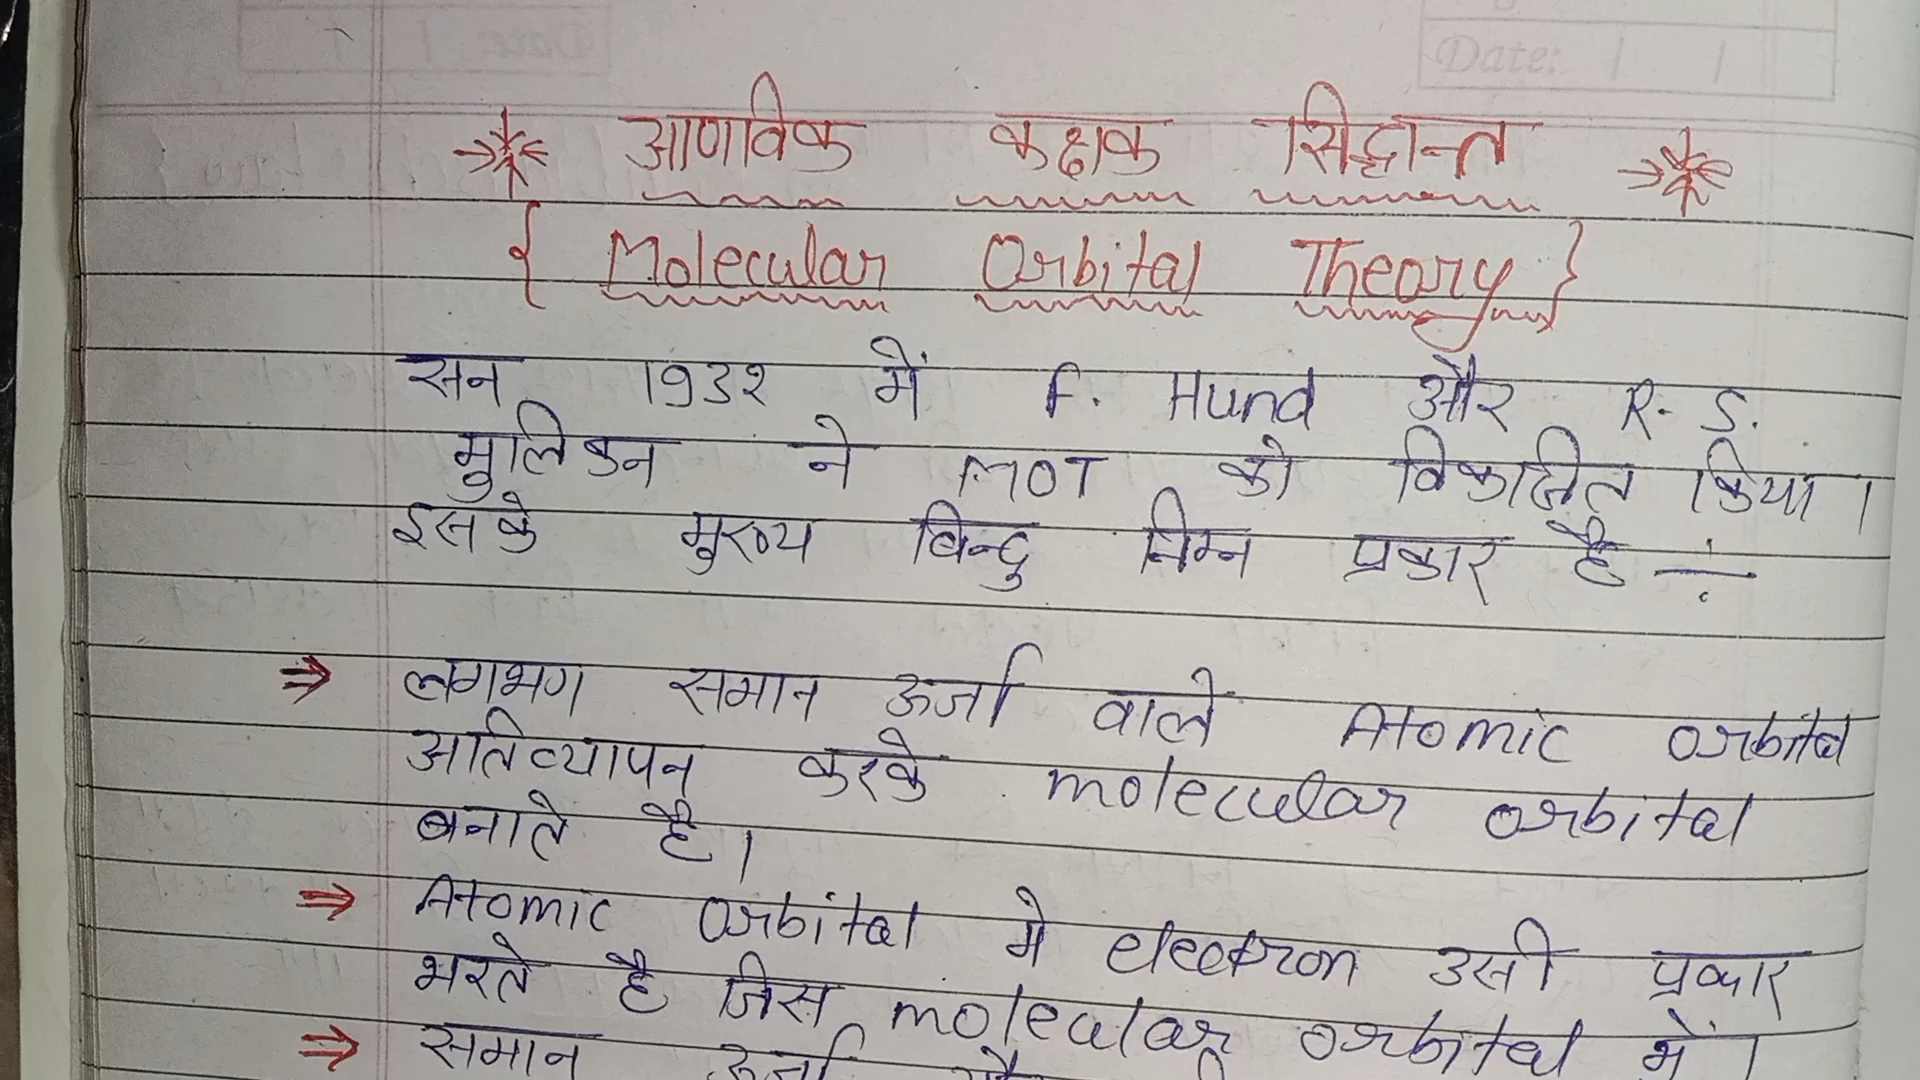 Date:
आणविक कक्षक सिद्धान्त
{ Molecular Orbital Theory }
सन 1932 में F. Hund और R. S.
मुलिकन ने MOT को विकसित किया ।
इसके मुख्य बिन्दु निम्न प्रकार है ÷
⇒ लगभग समान ऊर्जा वाले Atomic orbital
अतिव्यापन करके molecular orbital
बनाते है ।
⇒ Atomic orbital मे electron उसी प्रकार
भरते है जिस molecular orbital में ।
⇒ समान ऊर्जा